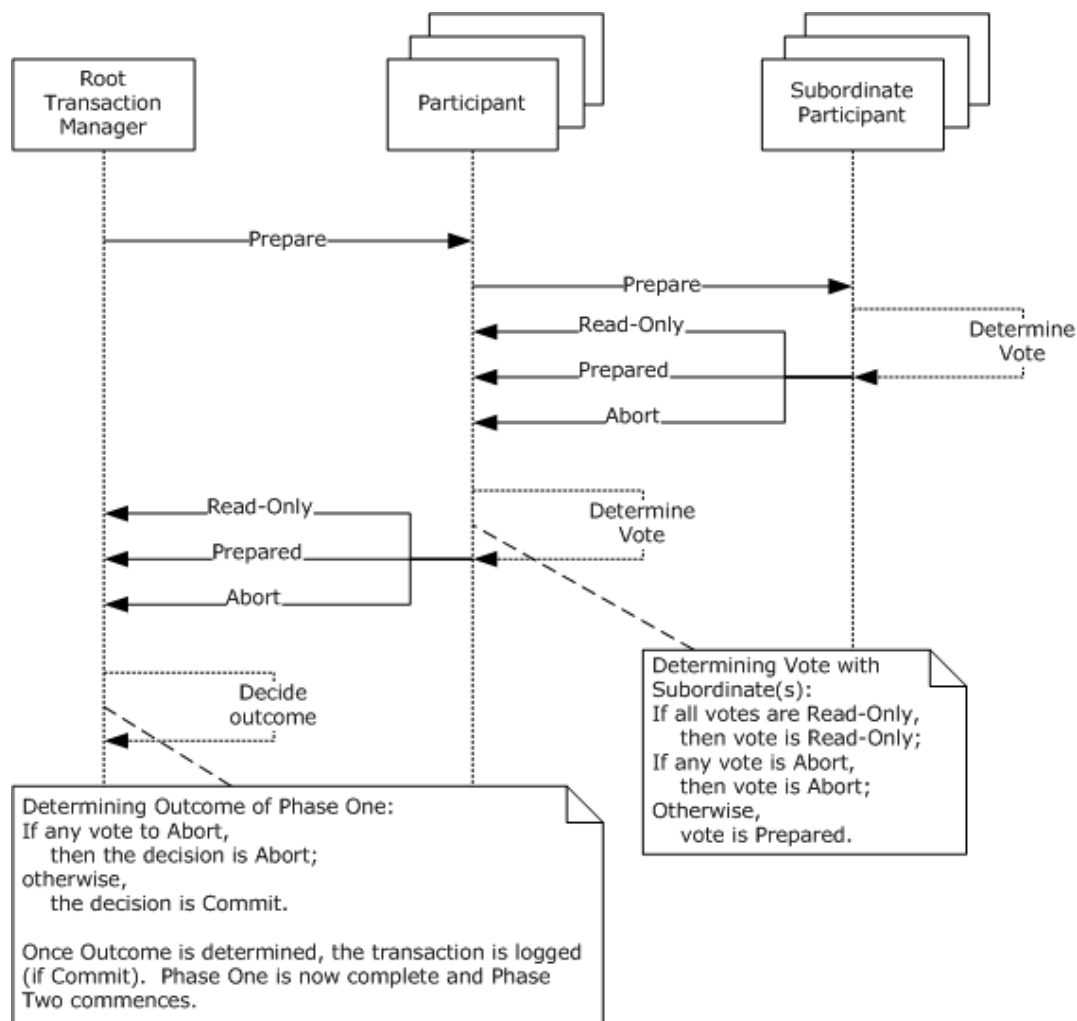 Root
Transaction
Manager
Participant
Subordinate
Participant
Prepare
Prepare
Read-Only
Determine
Vote
Prepared
Abort
Read-Only
Determine
Vote
Prepared
Abort
Decide
outcome
Determining Vote with
Subordinate(s):
If all votes are Read-Only,
then vote is Read-Only;
If any vote is Abort,
then vote is Abort;
Otherwise,
vote is Prepared.
Determining Outcome of Phase One:
If any vote to Abort,
then the decision is Abort;
otherwise,
the decision is Commit.
Once Outcome is determined, the transaction is logged
(if Commit).  Phase One is now complete and Phase
Two commences.